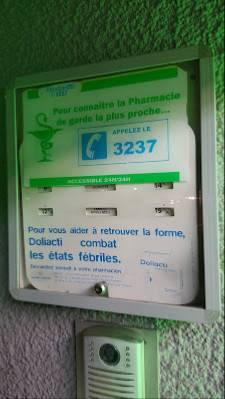 Pour connaître la Pharmacie
de garde la plus proche...
APPELEZ LE
3237
ACCESSIBLE 24H/24H
Pour vous aider à retrouver la forme,
Doliacti combat
les états fébriles.
Demandez conseil à votre pharmacien
Doliacti